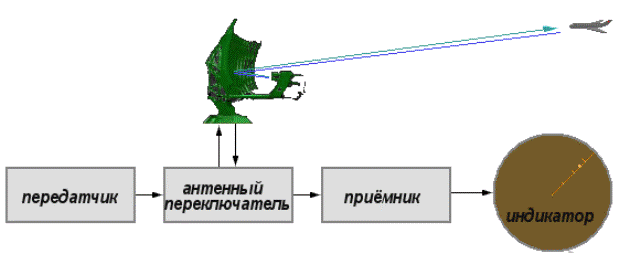 передатчик
антенный
переключатель
приёмник
индикатор